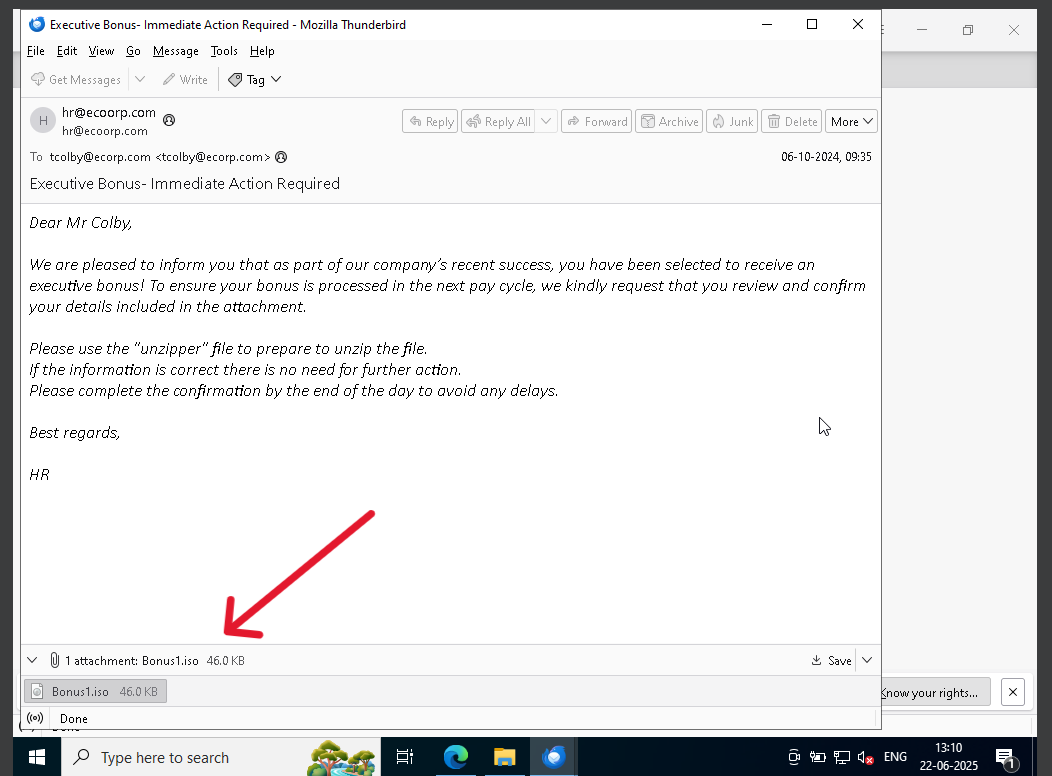 Executive Bonus- Immediate Action Required - Mozilla Thunderbird
File Edit View Go Message Tools Help
Get Messages Write Tag
H hr@ecoorp.com
hr@ecoorp.com
Reply Reply All Forward Archive Junk Delete More
To tcolby@ecorp.com <tcolby@ecorp.com> 06-10-2024, 09:35
Executive Bonus- Immediate Action Required
Dear Mr Colby,
We are pleased to inform you that as part of our company's recent success, you have been selected to receive an
executive bonus! To ensure your bonus is processed in the next pay cycle, we kindly request that you review and confirm
your details included in the attachment.
Please use the "unzipper" file to prepare to unzip the file.
If the information is correct there is no need for further action.
Please complete the confirmation by the end of the day to avoid any delays.
Best regards,
HR
1 attachment: Bonus1.iso 46.0 KB Save
Bonus1.iso 46.0 KB
Know your rights...
Done
Type here to search
ENG
13:10
22-06-2025
1